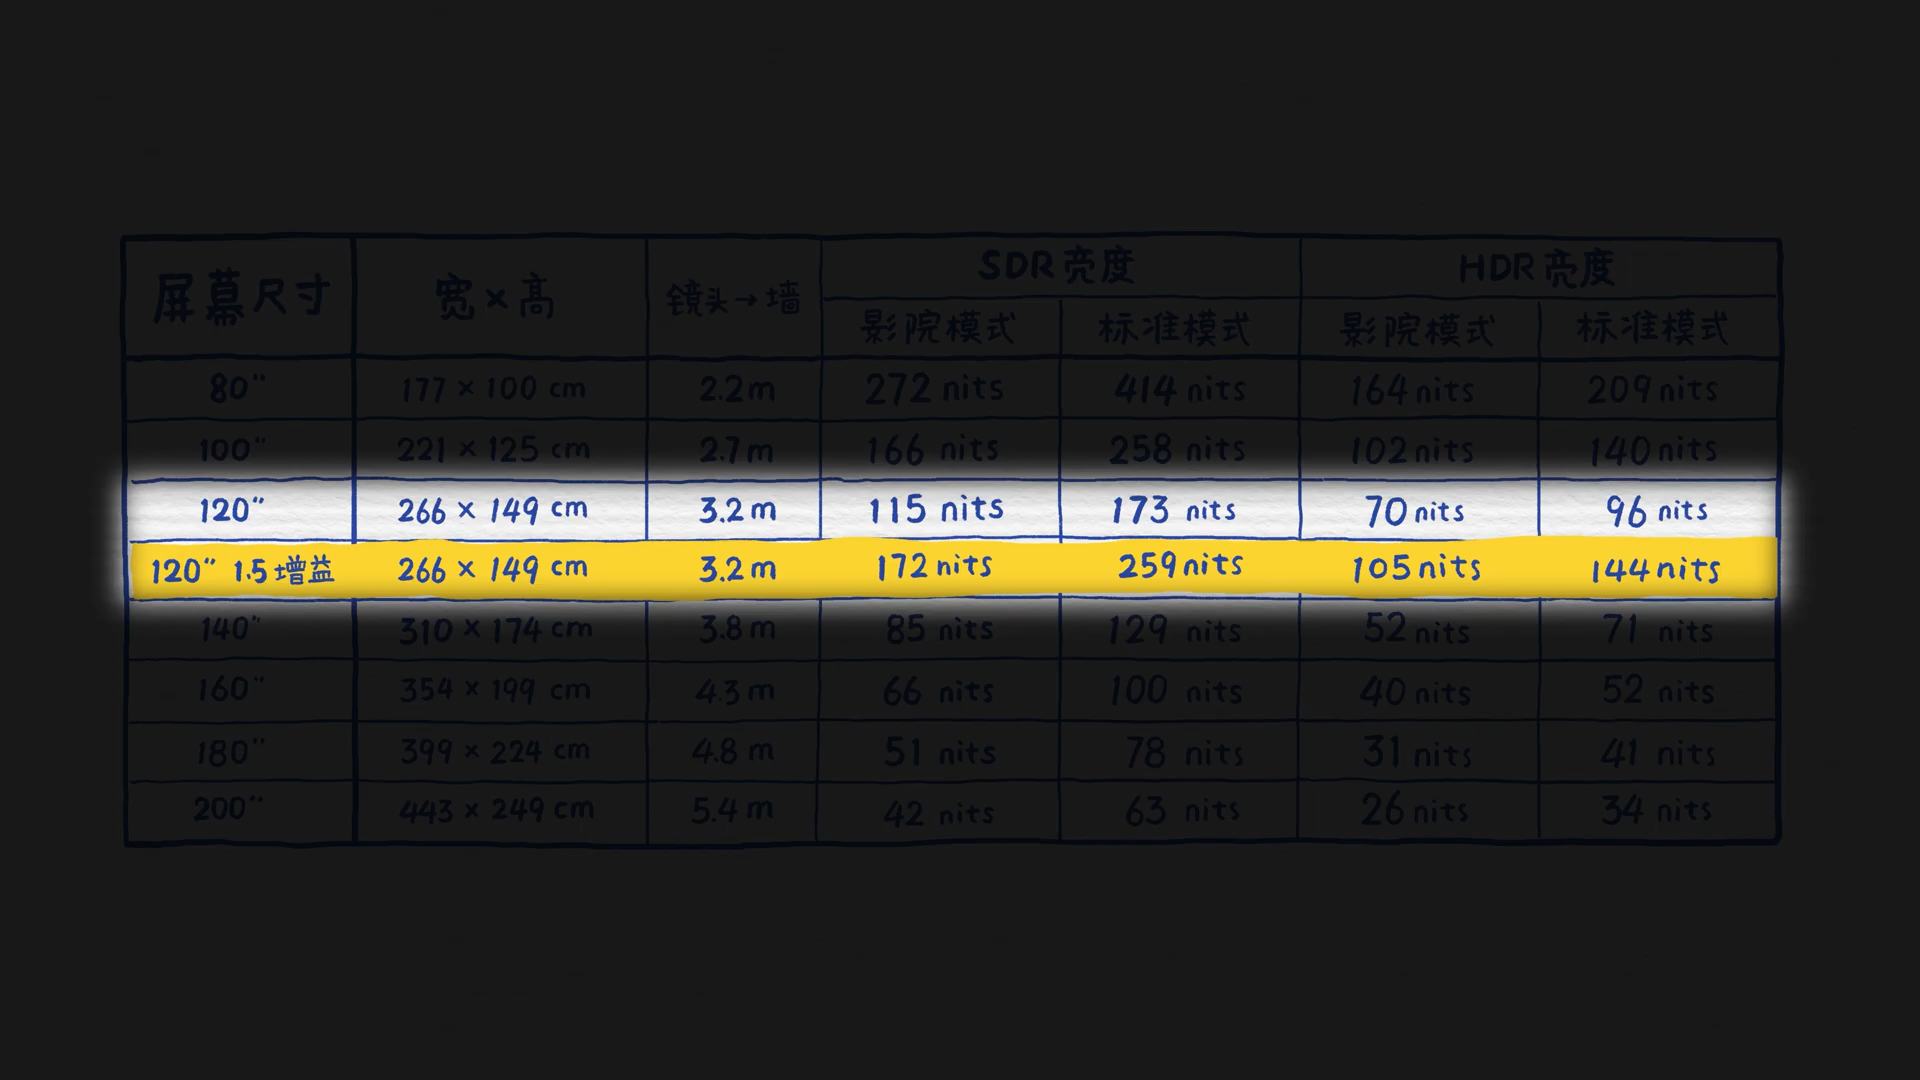 屏幕尺寸 宽×高 镜头→墙 SDR亮度 HDR亮度
影院模式 标准模式 影院模式 标准模式
80" 177 × 100 cm 2.2m 272 nits 414 nits 164 nits 209 nits
100" 221 × 125 cm 2.7m 166 nits 258 nits 102 nits 140 nits
120" 266 × 149 cm 3.2m 115 nits 173 nits 70 nits 96 nits
120" 1.5增益 266 × 149 cm 3.2m 172 nits 259 nits 105 nits 144 nits
140" 310 × 174 cm 3.8m 85 nits 129 nits 52 nits 71 nits
160" 354 × 199 cm 4.3m 66 nits 100 nits 40 nits 52 nits
180" 399 × 224 cm 4.8m 51 nits 78 nits 31 nits 41 nits
200" 443 × 249 cm 5.4m 42 nits 63 nits 26 nits 34 nits